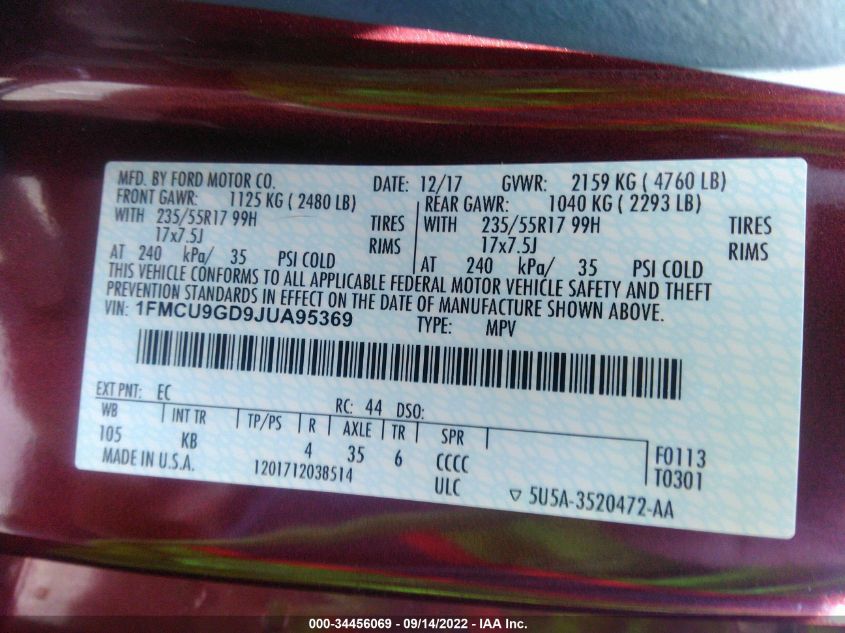 MFD. BY FORD MOTOR CO. DATE: 12/17 GVWR: 2159 KG ( 4760 LB)
FRONT GAWR: 1125 KG ( 2480 LB) REAR GAWR: 1040 KG ( 2293 LB)
WITH 235/55R17 99H TIRES WITH 235/55R17 99H TIRES
17x7.5J RIMS 17x7.5J RIMS
AT 240 kPa/ 35 PSI COLD AT 240 kPa/ 35 PSI COLD
THIS VEHICLE CONFORMS TO ALL APPLICABLE FEDERAL MOTOR VEHICLE SAFETY AND THEFT
PREVENTION STANDARDS IN EFFECT ON THE DATE OF MANUFACTURE SHOWN ABOVE.
VIN: 1FMCU9GD9JUA95369 TYPE: MPV
EXT PNT: EC RC: 44 DSO:
WB INT TR TP/PS R AXLE TR SPR
105 KB 4 35 6 CCCC F0113
MADE IN U.S.A. 1201712038514 ULC T0301
▽ 5U5A-3520472-AA
000-34456069 - 09/14/2022 - IAA Inc.